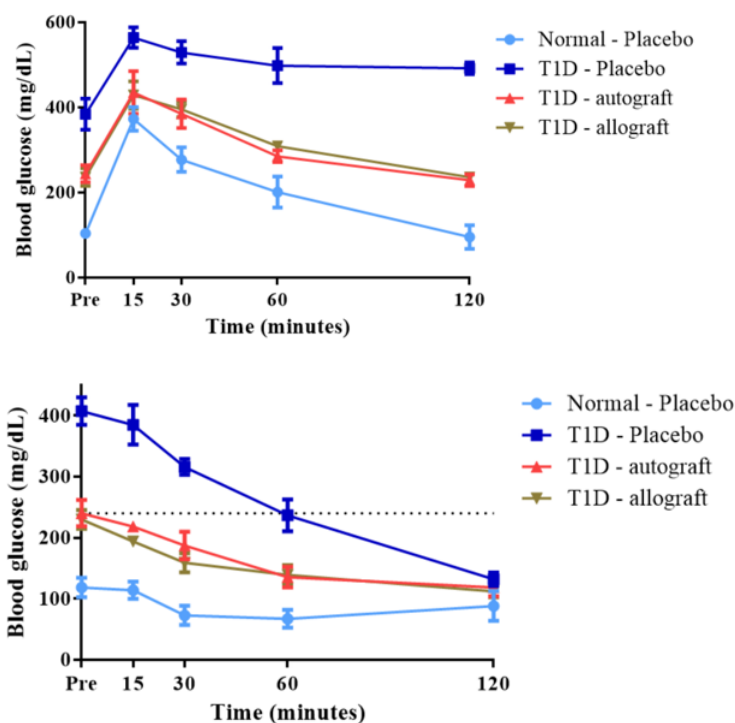 600
400
200
0
Blood glucose (mg/dL)
Pre 15 30 60 120
Time (minutes)
Normal - Placebo
T1D - Placebo
T1D - autograft
T1D - allograft
400
300
200
100
0
Blood glucose (mg/dL)
Pre 15 30 60 120
Time (minutes)
Normal - Placebo
T1D - Placebo
T1D - autograft
T1D - allograft